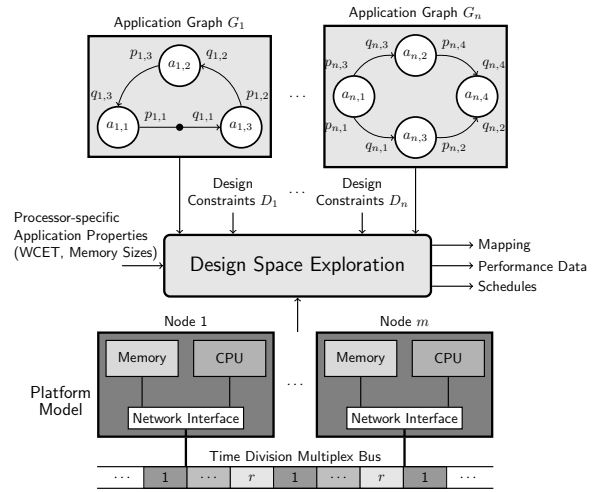 Application Graph G₁
Application Graph Gₙ
p₁,₃ q₁,₂
a₁,₂
q₁,₃ p₁,₂
p₁,₁ q₁,₁
a₁,₁ a₁,₃
...
qₙ,₃ pₙ,₄
aₙ,₂
pₙ,₃ qₙ,₄
aₙ,₁ aₙ,₄
pₙ,₁ qₙ,₂
aₙ,₃
qₙ,₁ pₙ,₂
Design
Constraints D₁
...
Design
Constraints Dₙ
Processor-specific
Application Properties
(WCET, Memory Sizes)
Design Space Exploration
Mapping
Performance Data
Schedules
Node 1
Node m
Memory CPU
Network Interface
...
Memory CPU
Network Interface
Platform
Model
Time Division Multiplex Bus
... 1 ... r 1 ... r 1 ...